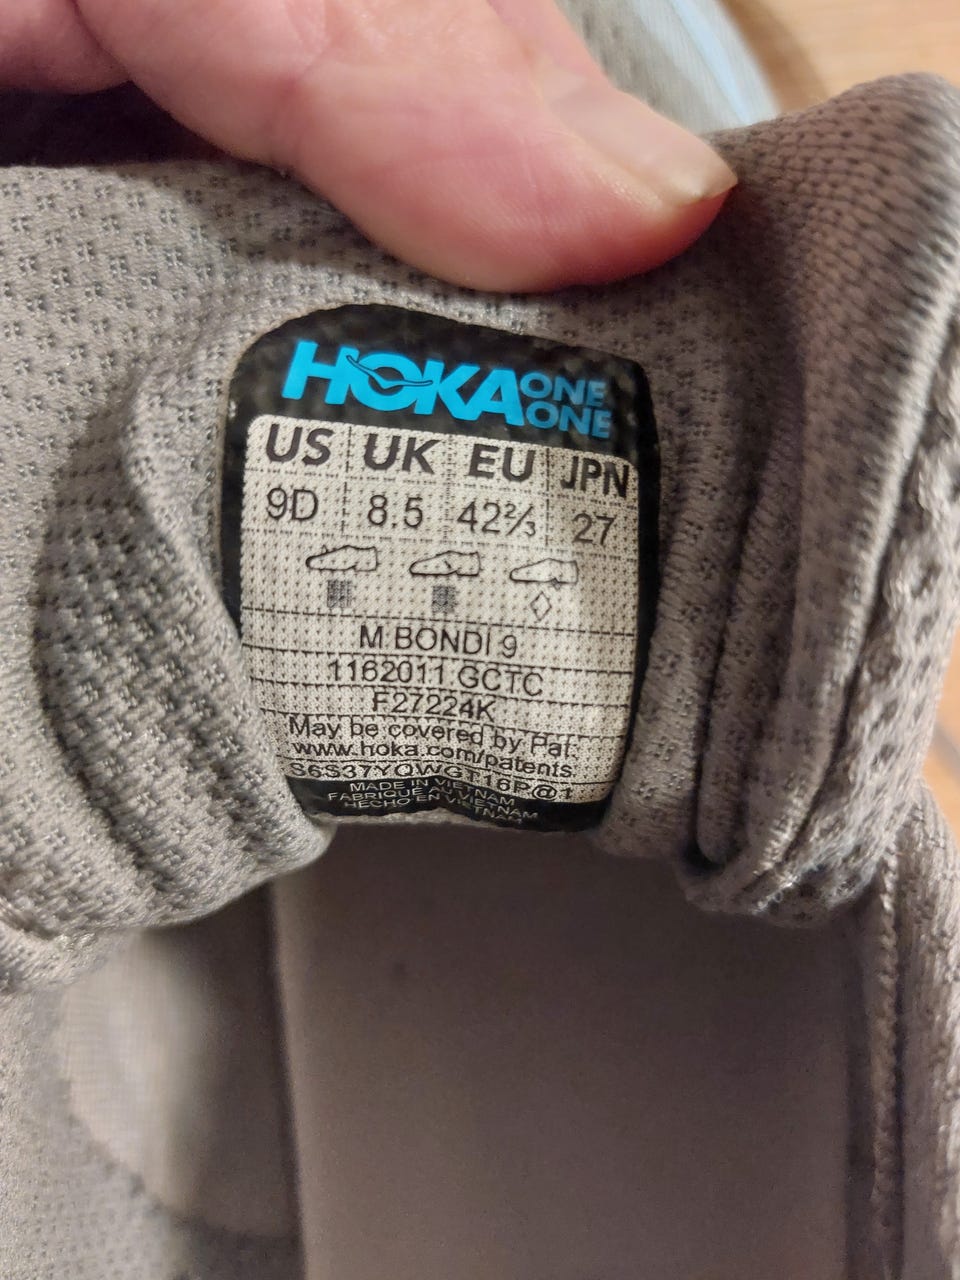 HOKA ONE ONE
US UK EU JPN
9D 8.5 42⅔ 27
M BONDI 9
1162011 GCTC
F27224K
May be covered by Pat.
www.hoka.com/patents
S6S37YQWGT16P@1
MADE IN VIETNAM
FABRIQUÉ AU VIETNAM
HECHO EN VIETNAM